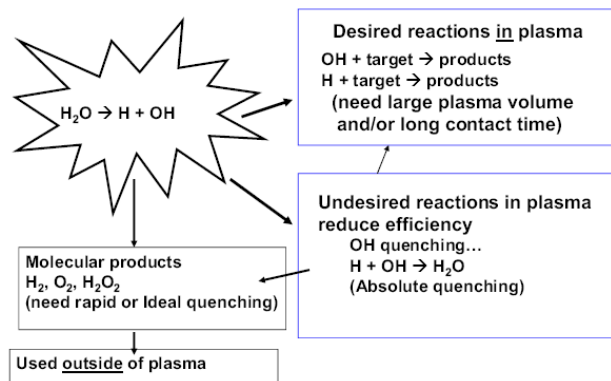 H₂O → H + OH
Desired reactions in plasma
OH + target → products
H + target → products
(need large plasma volume
and/or long contact time)
Undesired reactions in plasma
reduce efficiency
OH quenching...
H + OH → H₂O
(Absolute quenching)
Molecular products
H₂, O₂, H₂O₂
(need rapid or Ideal quenching)
Used outside of plasma